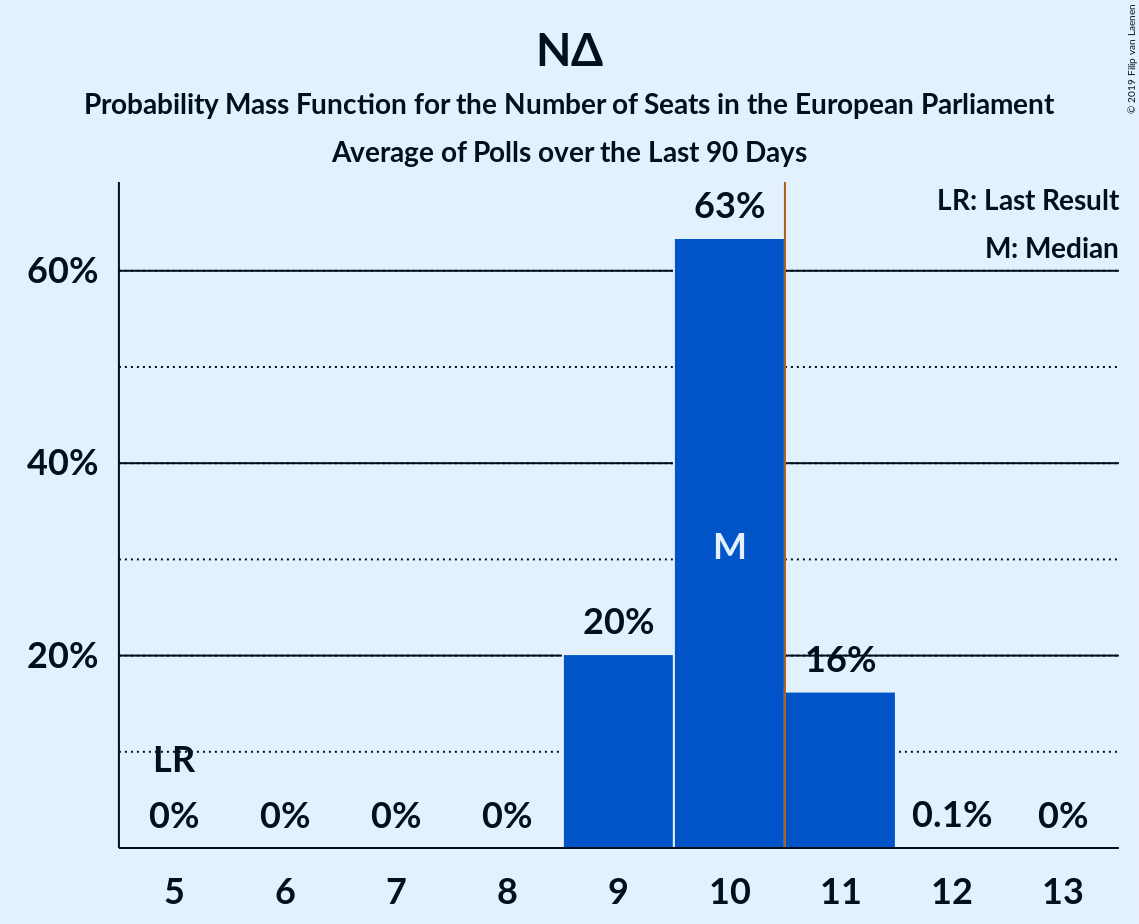 ΝΔ
Probability Mass Function for the Number of Seats in the European Parliament
Average of Polls over the Last 90 Days
© 2019 Filip van Laenen
LR: Last Result
M: Median
63%
60%
40%
M
20%
20%
16%
LR
0%
0%
0%
0%
0.1%
0%
5
6
7
8
9
10
11
12
13